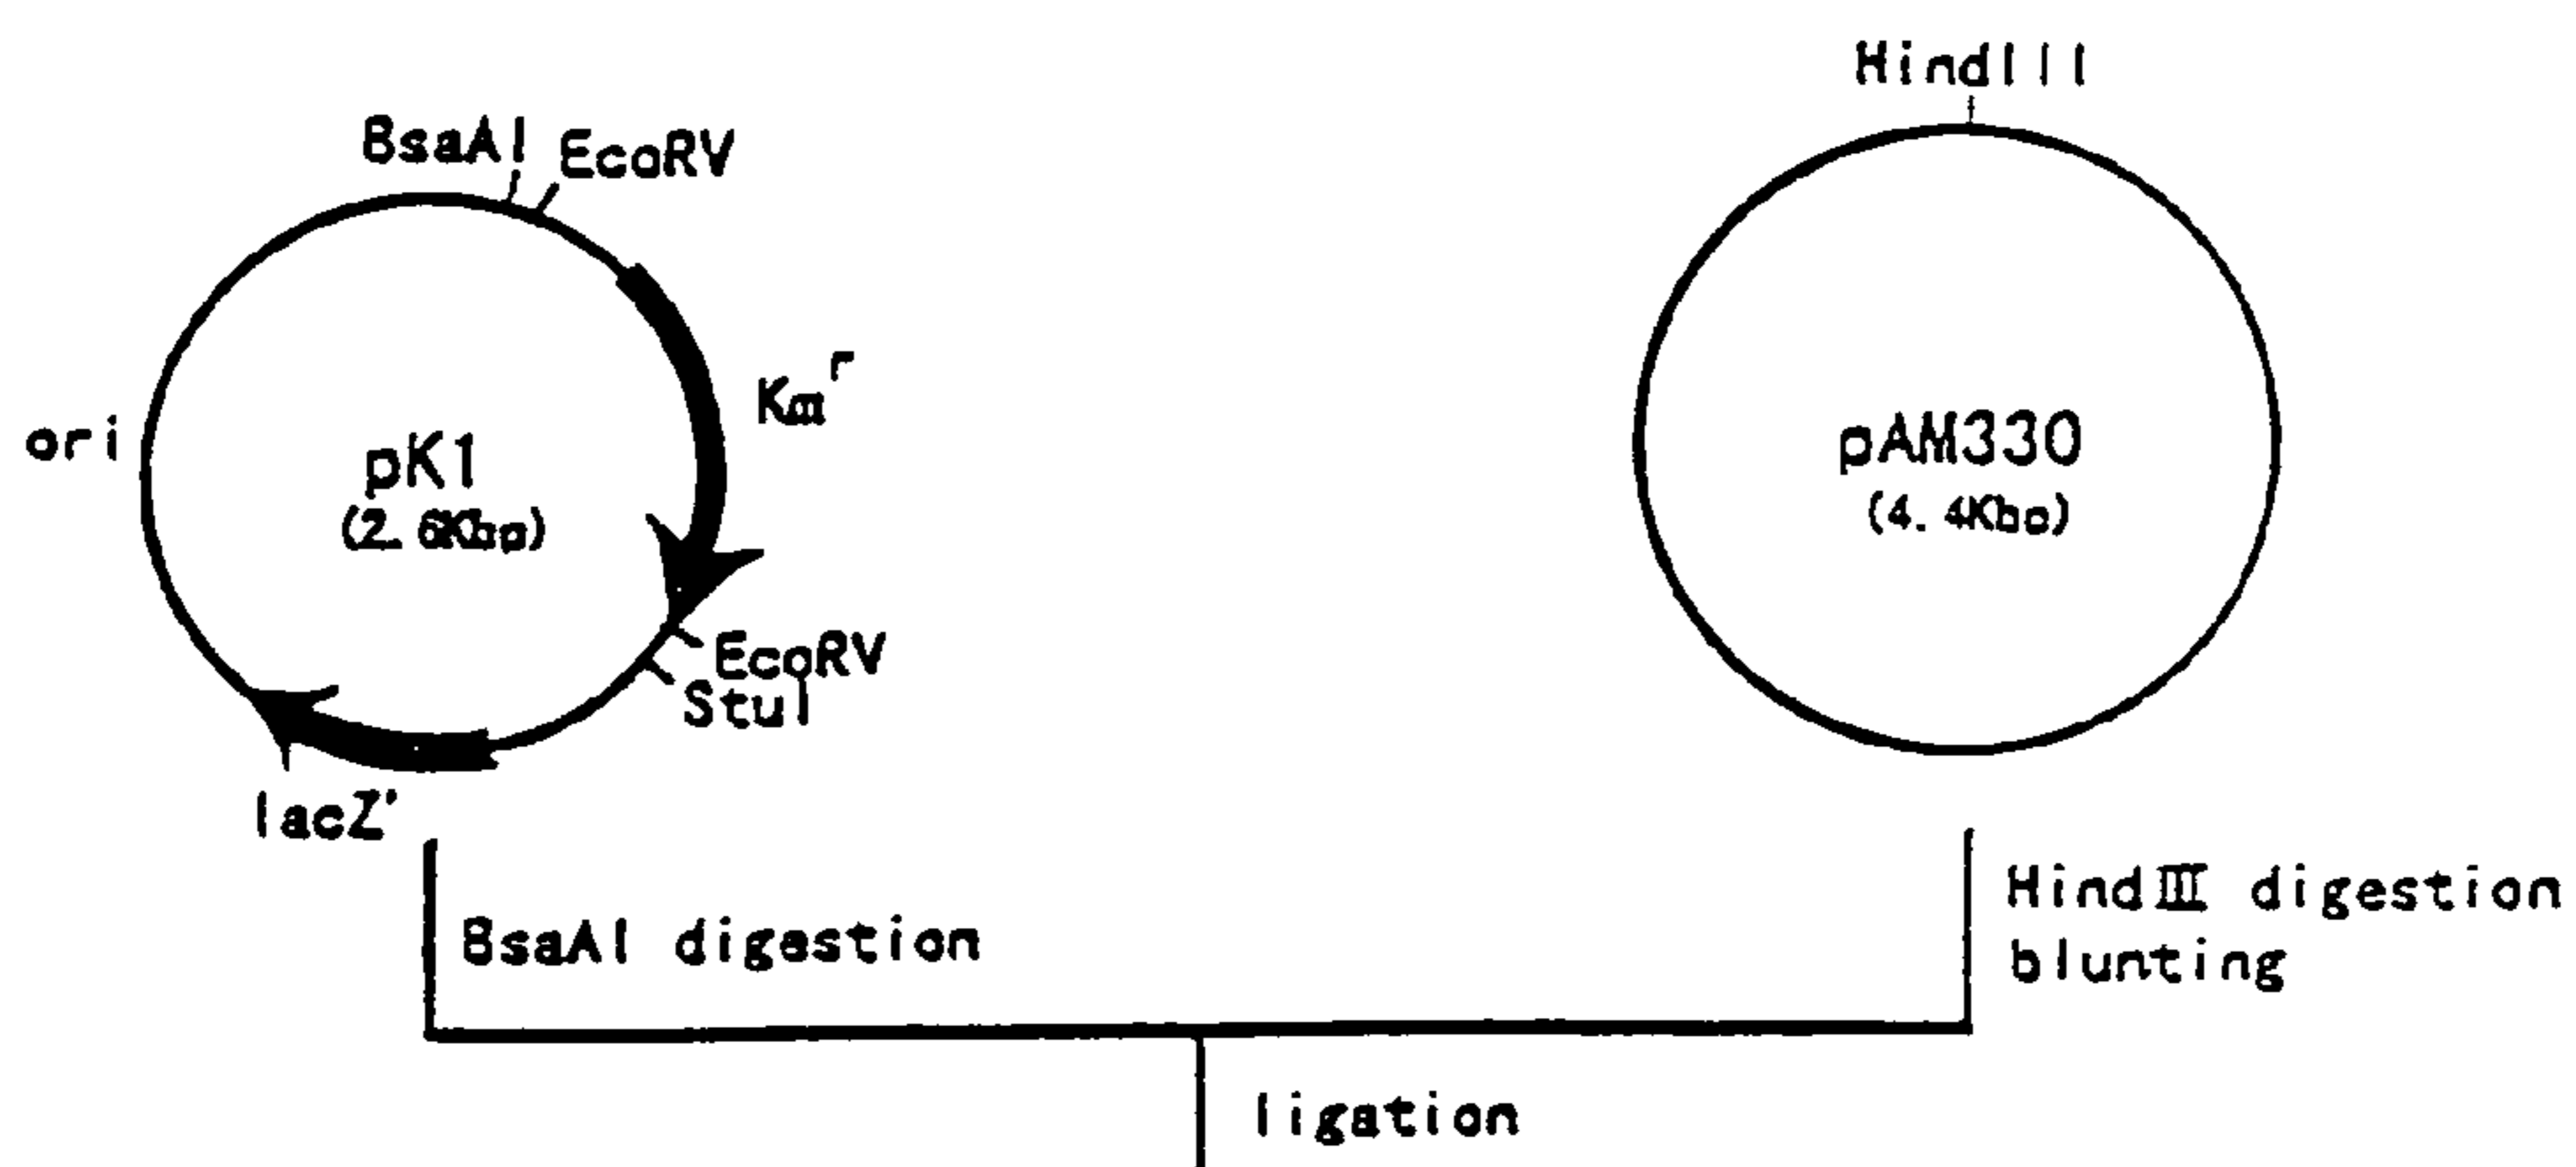 HindIII
BsaAI
EcoRV
Kmʳ
ori
pK1
(2.6Kbp)
pAM330
(4.4Kbp)
EcoRV
StuI
lacZ'
BsaAI digestion
HindⅢ digestion
blunting
ligation